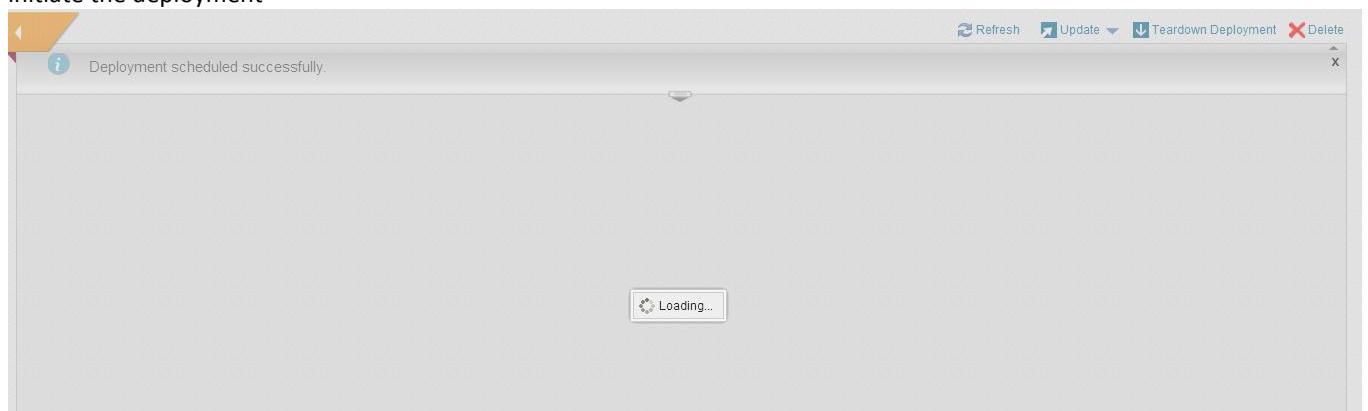 initiate the deployment
Refresh Update Teardown Deployment Delete
Deployment scheduled successfully.
x
Loading...